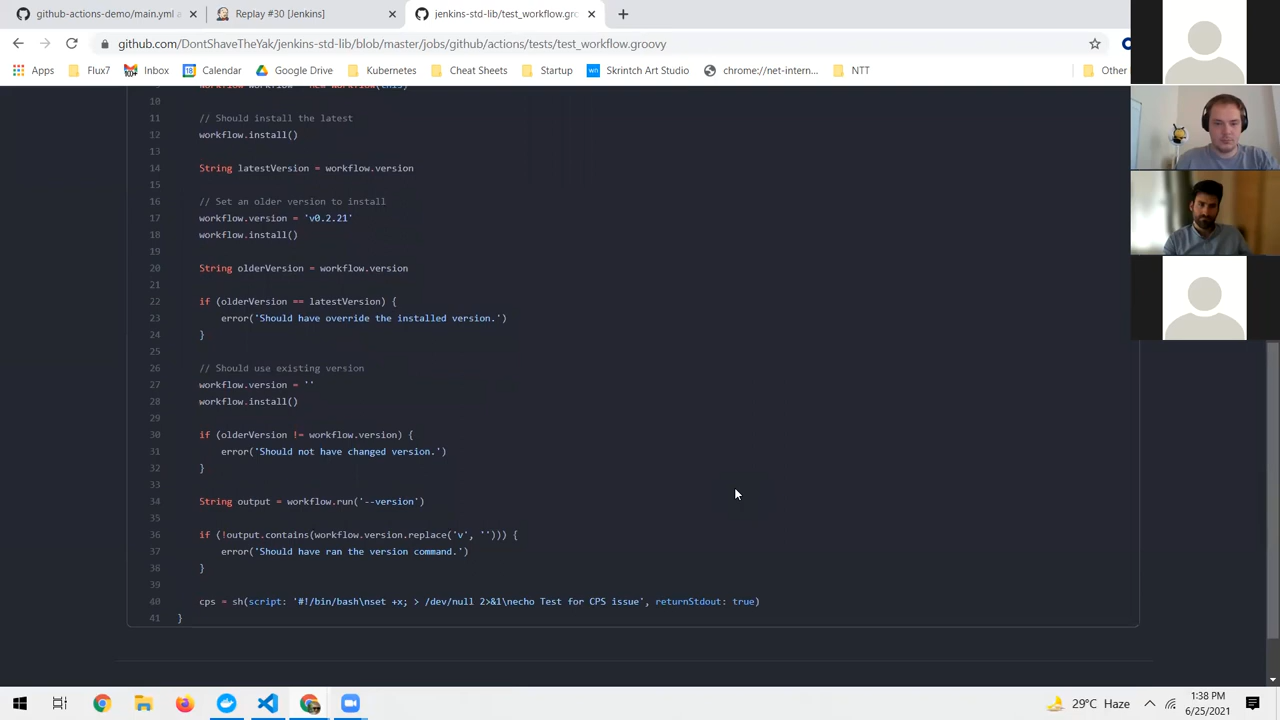 github-actions-demo/main.yml a
Replay #30 [Jenkins]
jenkins-std-lib/test_workflow.gro
github.com/DontShaveTheYak/jenkins-std-lib/blob/master/jobs/github/actions/tests/test_workflow.groovy
Apps
Flux7
Inbox
Calendar
Google Drive
Kubernetes
Cheat Sheets
Startup
wn
Skrintch Art Studio
chrome://net-intern...
NTT
Other
10
11 // Should install the latest
12 workflow.install()
13
14 String latestVersion = workflow.version
15
16 // Set an older version to install
17 workflow.version = 'v0.2.21'
18 workflow.install()
19
20 String olderVersion = workflow.version
21
22 if (olderVersion == latestVersion) {
23 error('Should have override the installed version.')
24 }
25
26 // Should use existing version
27 workflow.version = ''
28 workflow.install()
29
30 if (olderVersion != workflow.version) {
31 error('Should not have changed version.')
32 }
33
34 String output = workflow.run('--version')
35
36 if (!output.contains(workflow.version.replace('v', ''))) {
37 error('Should have ran the version command.')
38 }
39
40 cps = sh(script: '#!/bin/bash\nset +x; > /dev/null 2>&1\necho Test for CPS issue', returnStdout: true)
41 }
29°C Haze
1:38 PM
6/25/2021